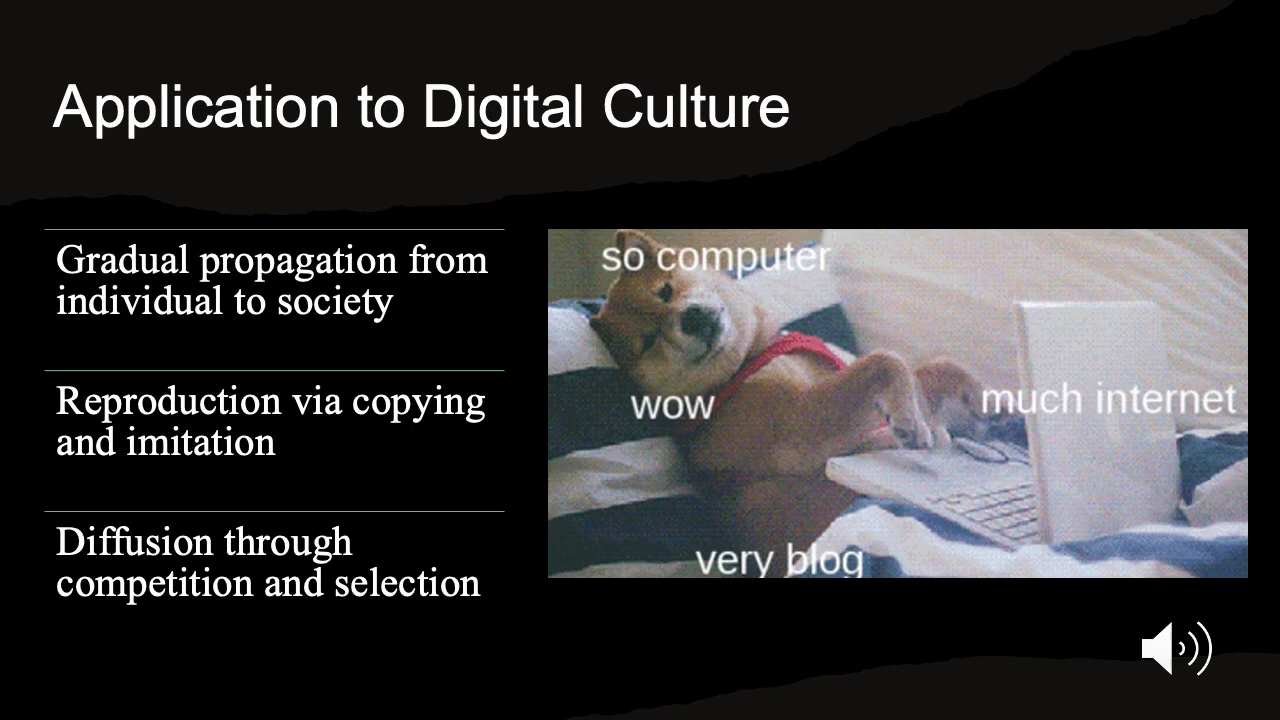 Application to Digital Culture
Gradual propagation from
individual to society
Reproduction via copying
and imitation
Diffusion through
competition and selection
so computer
wow
much internet
very blog